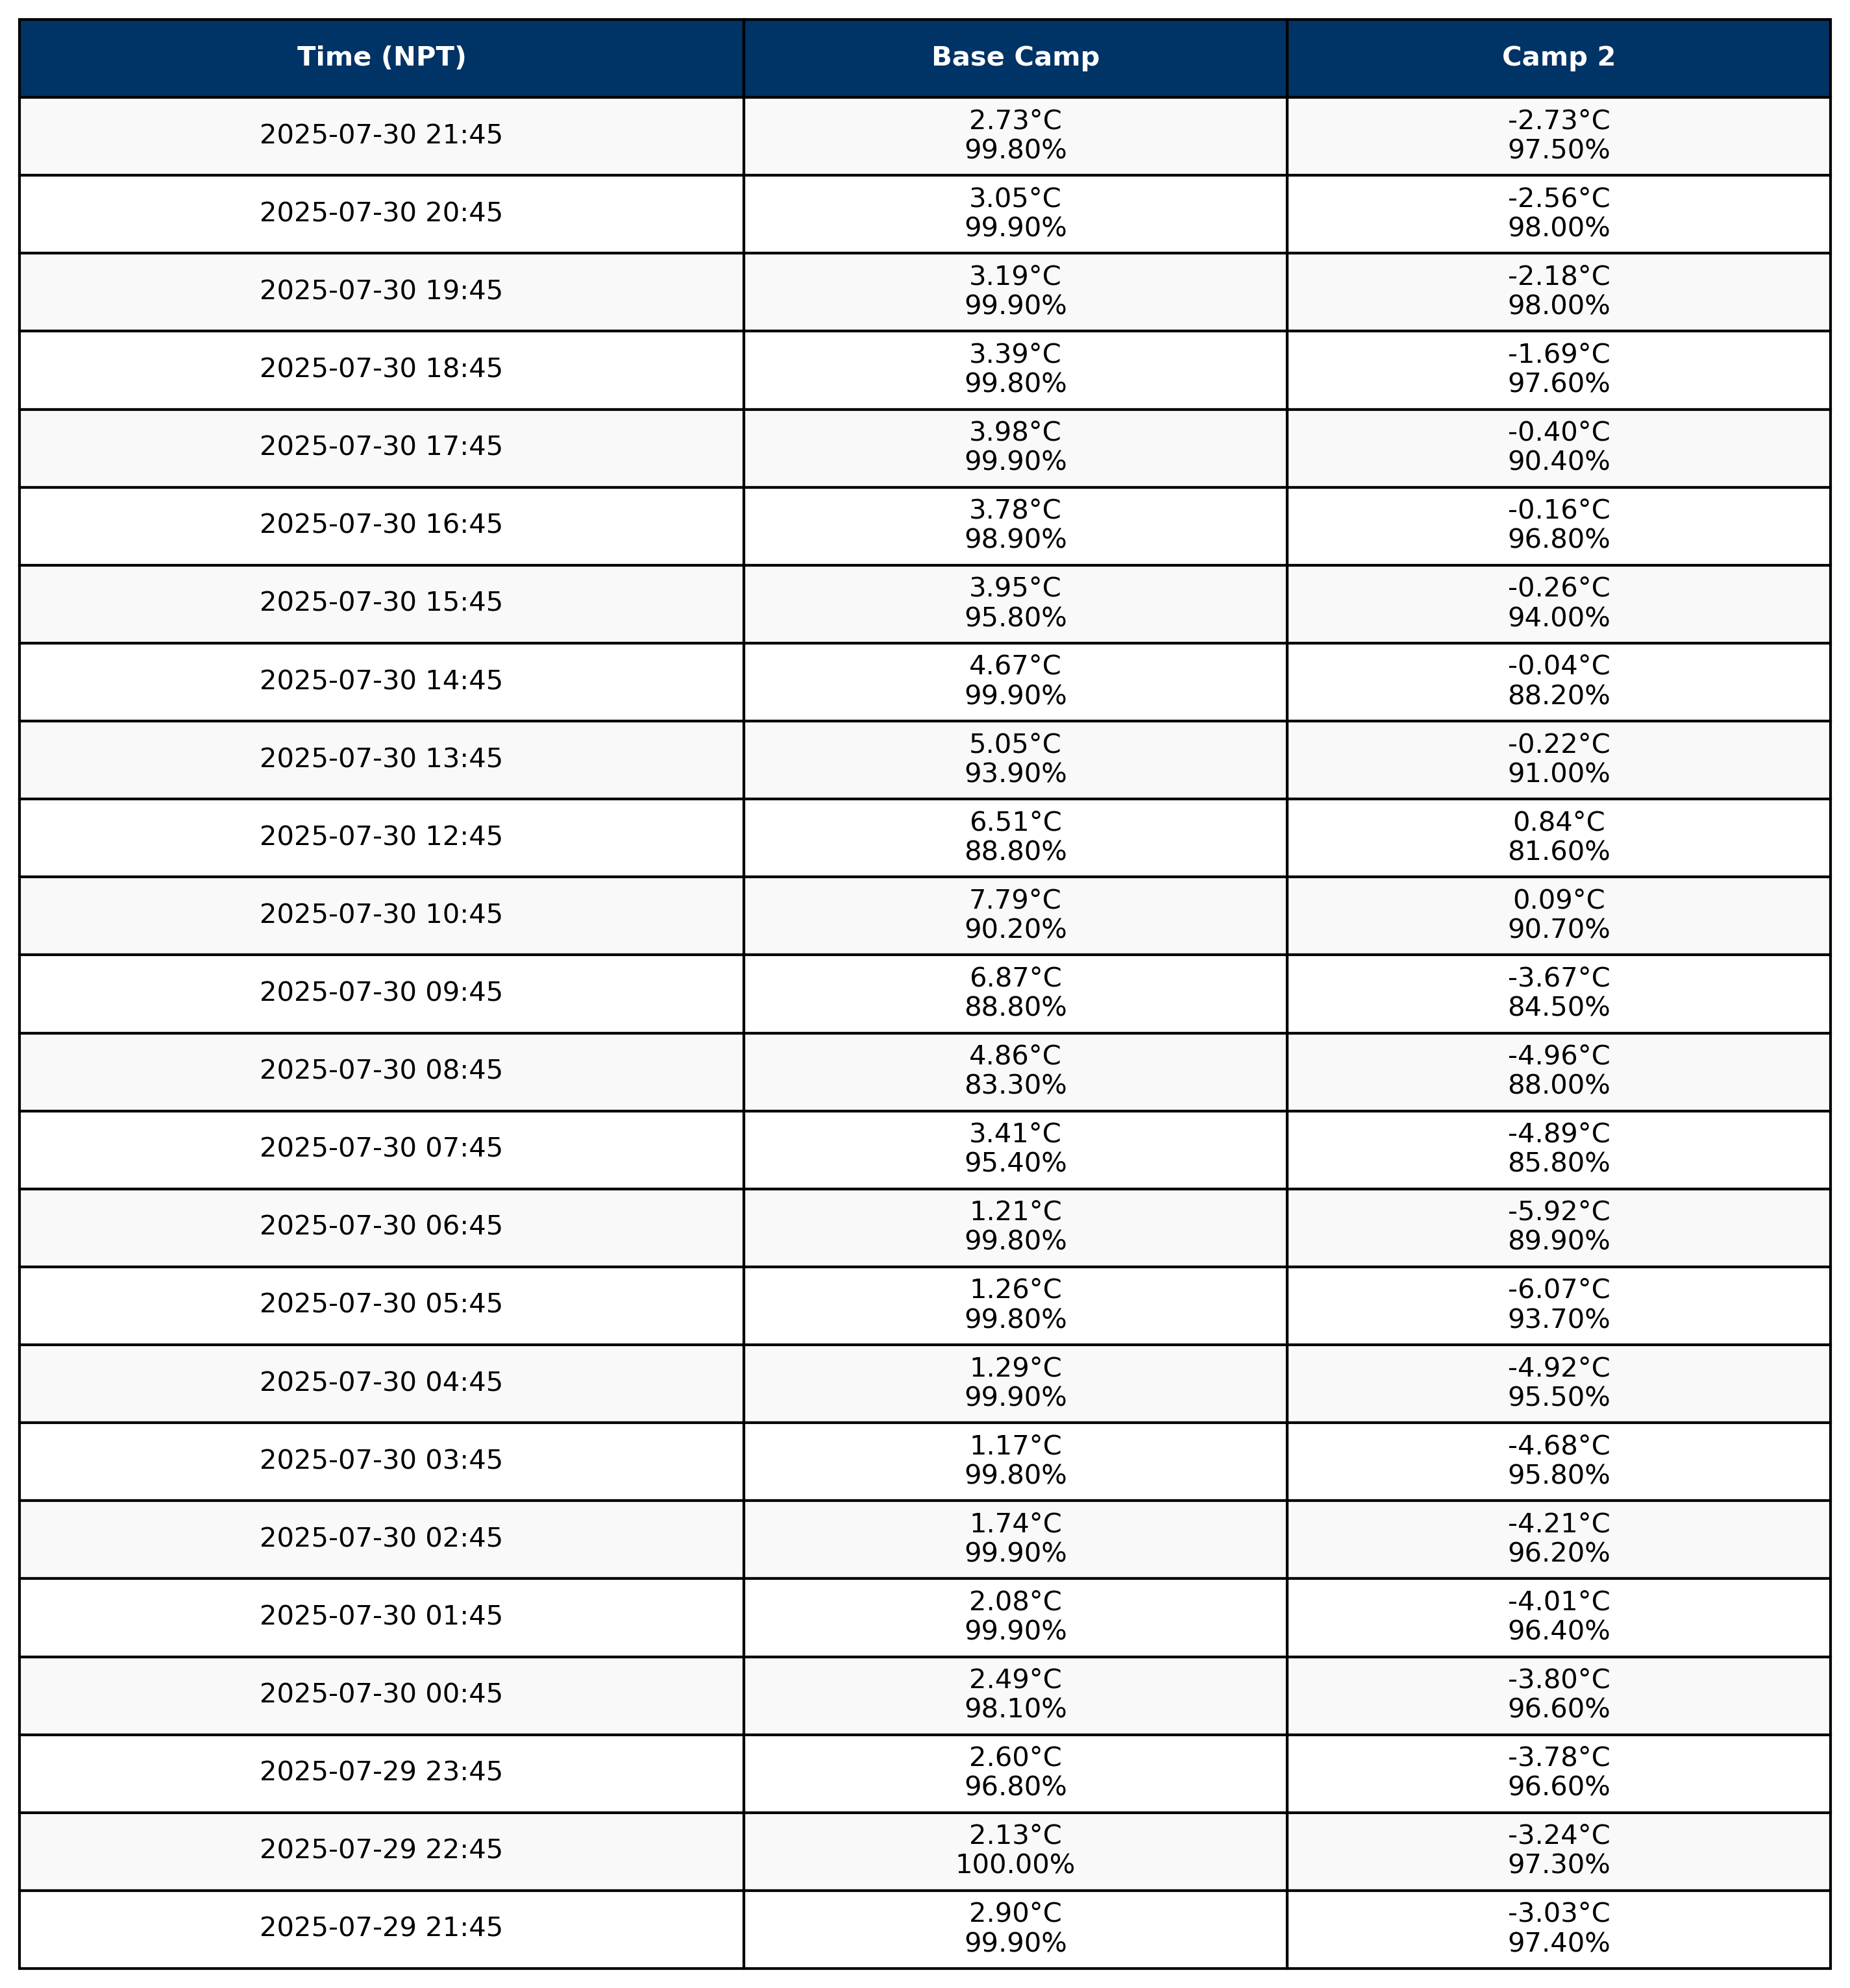 Time (NPT) Base Camp Camp 2
2025-07-30 21:45 2.73°C -2.73°C
99.80% 97.50%
2025-07-30 20:45 3.05°C -2.56°C
99.90% 98.00%
2025-07-30 19:45 3.19°C -2.18°C
99.90% 98.00%
2025-07-30 18:45 3.39°C -1.69°C
99.80% 97.60%
2025-07-30 17:45 3.98°C -0.40°C
99.90% 90.40%
2025-07-30 16:45 3.78°C -0.16°C
98.90% 96.80%
2025-07-30 15:45 3.95°C -0.26°C
95.80% 94.00%
2025-07-30 14:45 4.67°C -0.04°C
99.90% 88.20%
2025-07-30 13:45 5.05°C -0.22°C
93.90% 91.00%
2025-07-30 12:45 6.51°C 0.84°C
88.80% 81.60%
2025-07-30 10:45 7.79°C 0.09°C
90.20% 90.70%
2025-07-30 09:45 6.87°C -3.67°C
88.80% 84.50%
2025-07-30 08:45 4.86°C -4.96°C
83.30% 88.00%
2025-07-30 07:45 3.41°C -4.89°C
95.40% 85.80%
2025-07-30 06:45 1.21°C -5.92°C
99.80% 89.90%
2025-07-30 05:45 1.26°C -6.07°C
99.80% 93.70%
2025-07-30 04:45 1.29°C -4.92°C
99.90% 95.50%
2025-07-30 03:45 1.17°C -4.68°C
99.80% 95.80%
2025-07-30 02:45 1.74°C -4.21°C
99.90% 96.20%
2025-07-30 01:45 2.08°C -4.01°C
99.90% 96.40%
2025-07-30 00:45 2.49°C -3.80°C
98.10% 96.60%
2025-07-29 23:45 2.60°C -3.78°C
96.80% 96.60%
2025-07-29 22:45 2.13°C -3.24°C
100.00% 97.30%
2025-07-29 21:45 2.90°C -3.03°C
99.90% 97.40%